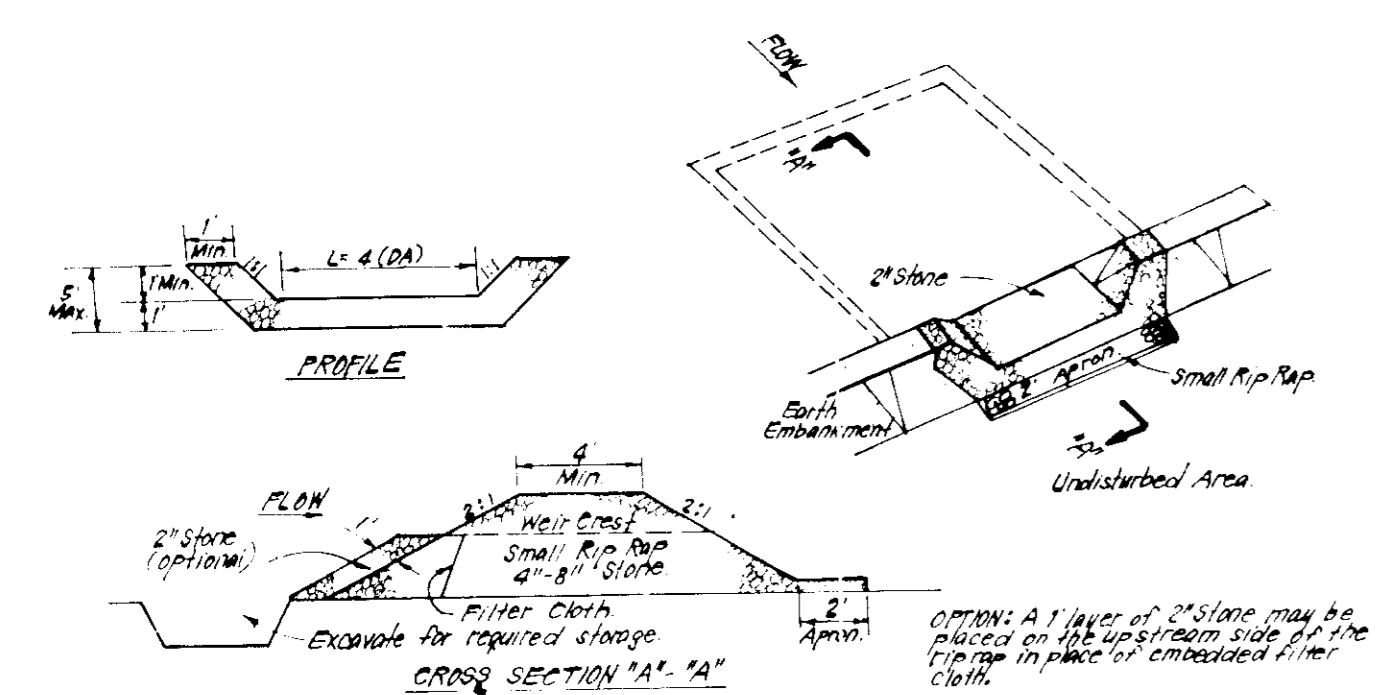 FLOW
"A"
1'
Min.
1:1
L= 4 (DA)
1:1
1' Min.
5'
MAX.
1'
PROFILE
2" Stone
2' Apron.
Small Rip Rap.
Earth
Embankment
"A"
Undisturbed Area.
4'
Min.
FLOW
2:1
2:1
1'
Weir Crest
2" Stone
(optional)
Small Rip Rap
4"-8" Stone.
Filter Cloth.
2'
Apron.
Excavate for required storage.
CROSS SECTION "A"-"A"
OPTION: A 1' layer of 2" Stone may be
placed on the upstream side of the
riprap in place of embedded filter
cloth.